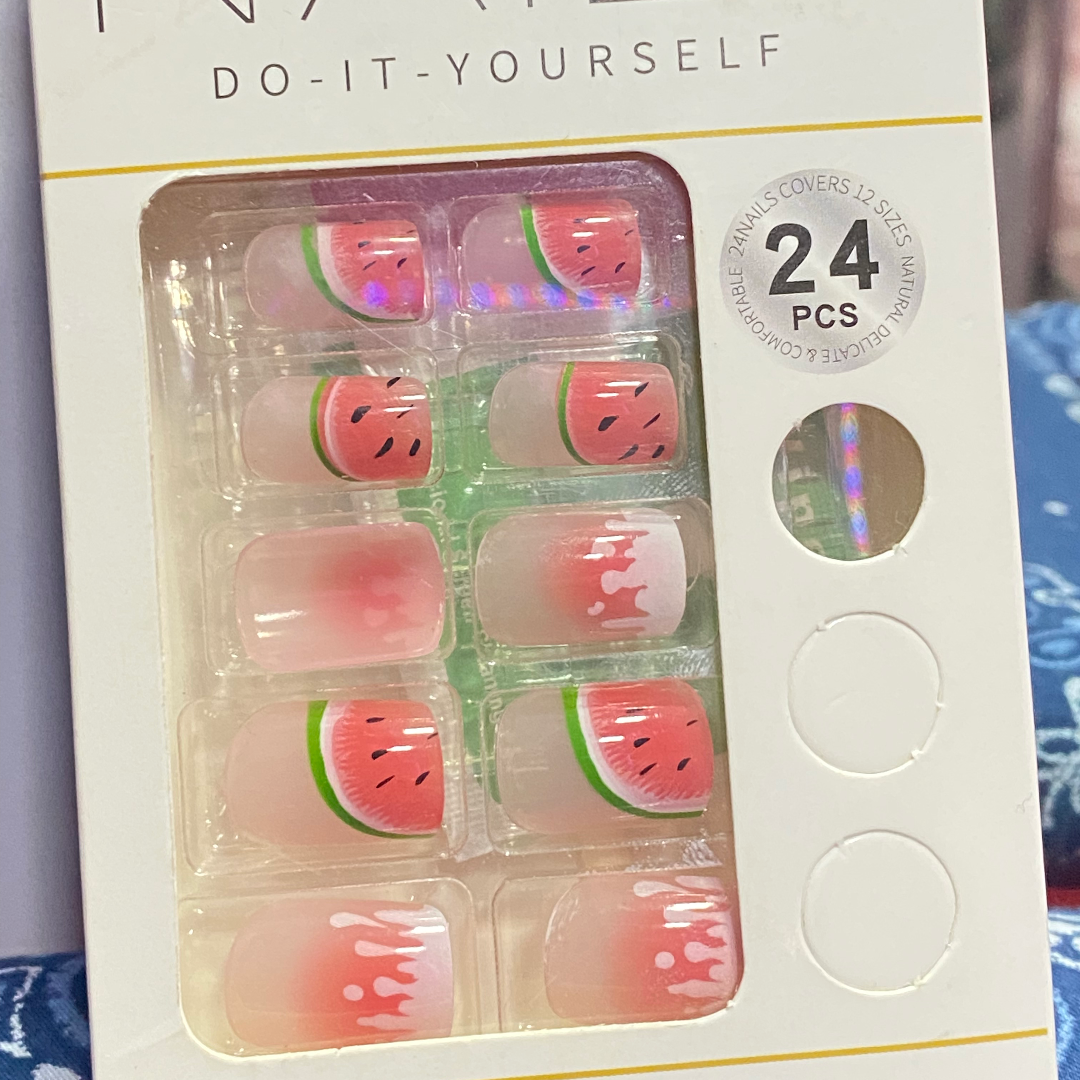 DO-IT-YOURSELF
24NAILS COVERS 12 SIZES NATURAL DELICATE & COMFORTABLE
24
PCS